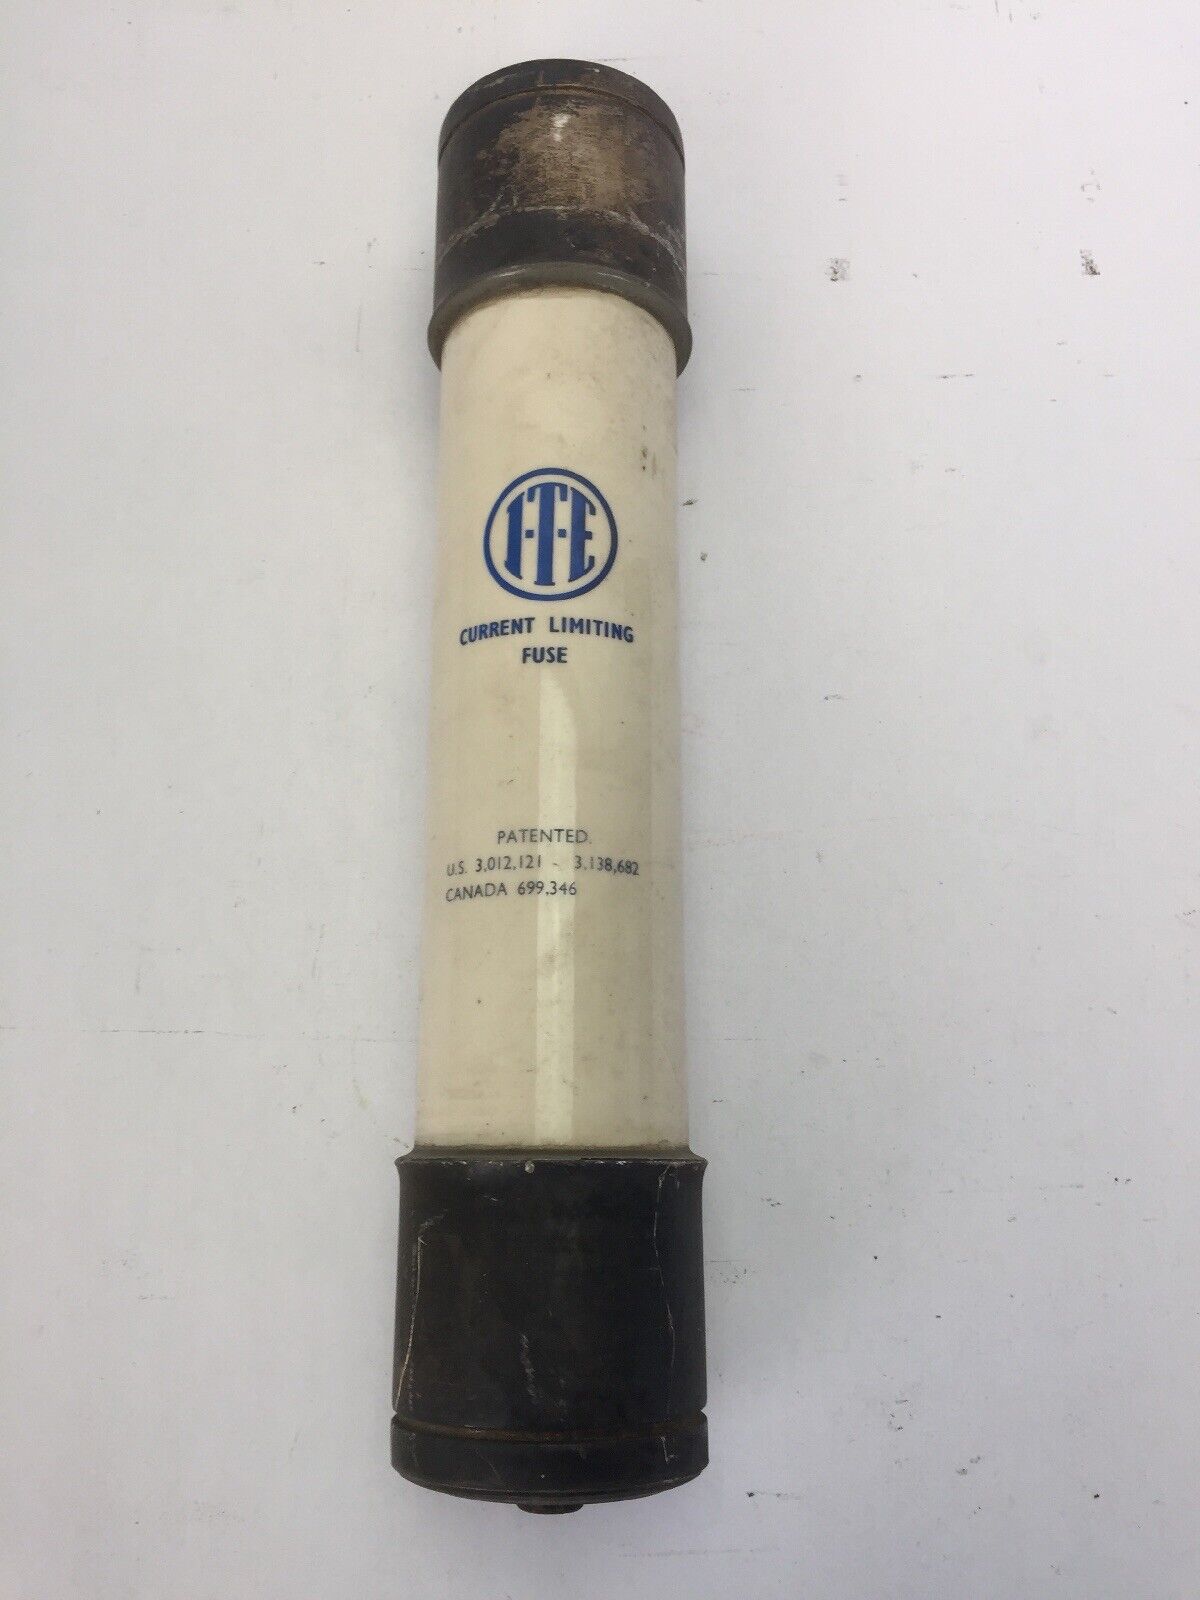 I-T-E
CURRENT LIMITING
FUSE
PATENTED.
U.S. 3,012,121 - 3,138,682
CANADA 699,346